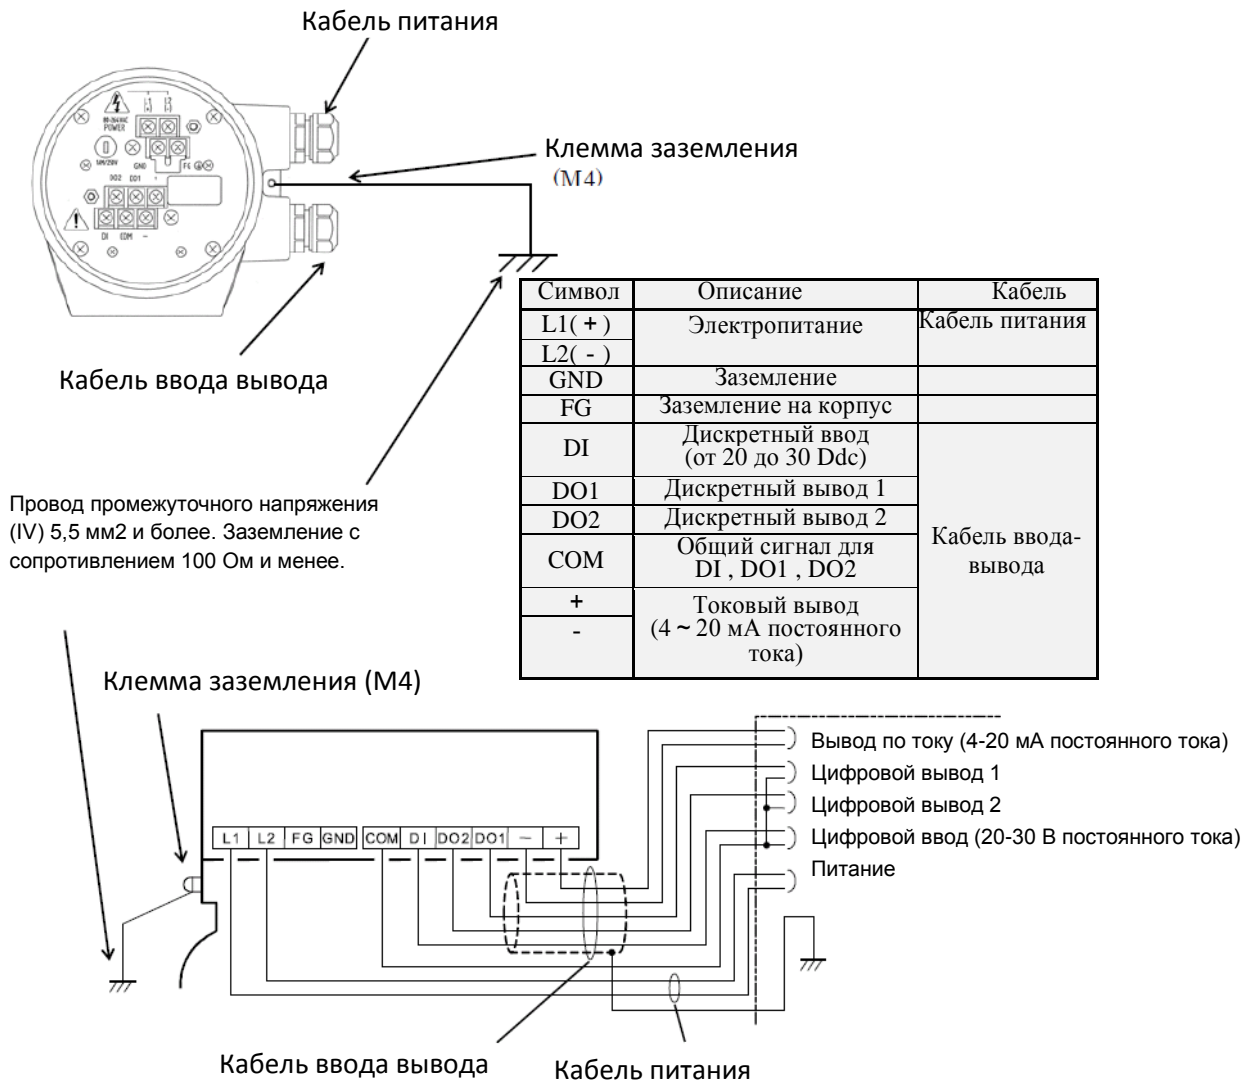 Кабель питания
L1 L2
(+) (-)
POWER
GND FG
DO2 DO1 +
DI COM -
Клемма заземления
(M4)
Кабель ввода вывода
Символ Описание Кабель
L1( + ) Электропитание Кабель питания
L2( - )
GND Заземление
FG Заземление на корпус
DI Дискретный ввод
(от 20 до 30 Ddc)
DO1 Дискретный вывод 1
DO2 Дискретный вывод 2
COM Общий сигнал для
DI , DO1 , DO2
Кабель ввода-
вывода
+ Токовый вывод
- (4 ~ 20 мА постоянного
тока)
Провод промежуточного напряжения
(IV) 5,5 мм2 и более. Заземление с
сопротивлением 100 Ом и менее.
Клемма заземления (M4)
L1 L2 FG GND COM DI DO2 DO1 - +
Вывод по току (4-20 мА постоянного тока)
Цифровой вывод 1
Цифровой вывод 2
Цифровой ввод (20-30 В постоянного тока)
Питание
Кабель ввода вывода
Кабель питания